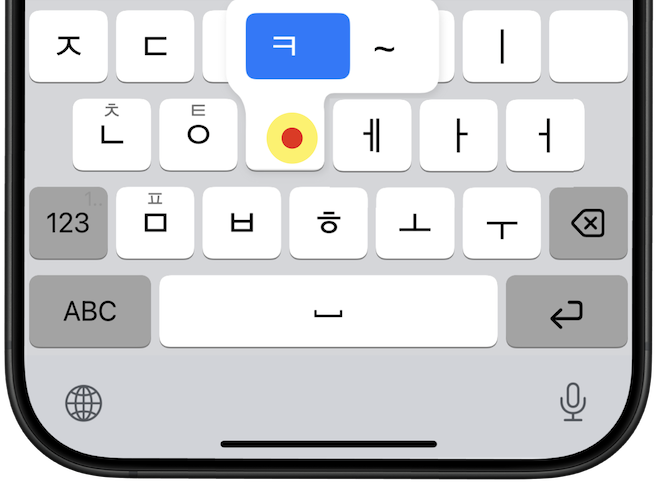 ㅋ ~
ㅈ ㄷ ㅣ
ㅊ ㅌ
ㄴ ㅇ ㅔ ㅏ ㅓ
ㅍ
123 ㅁ ㅂ ㅎ ㅗ ㅜ
ABC